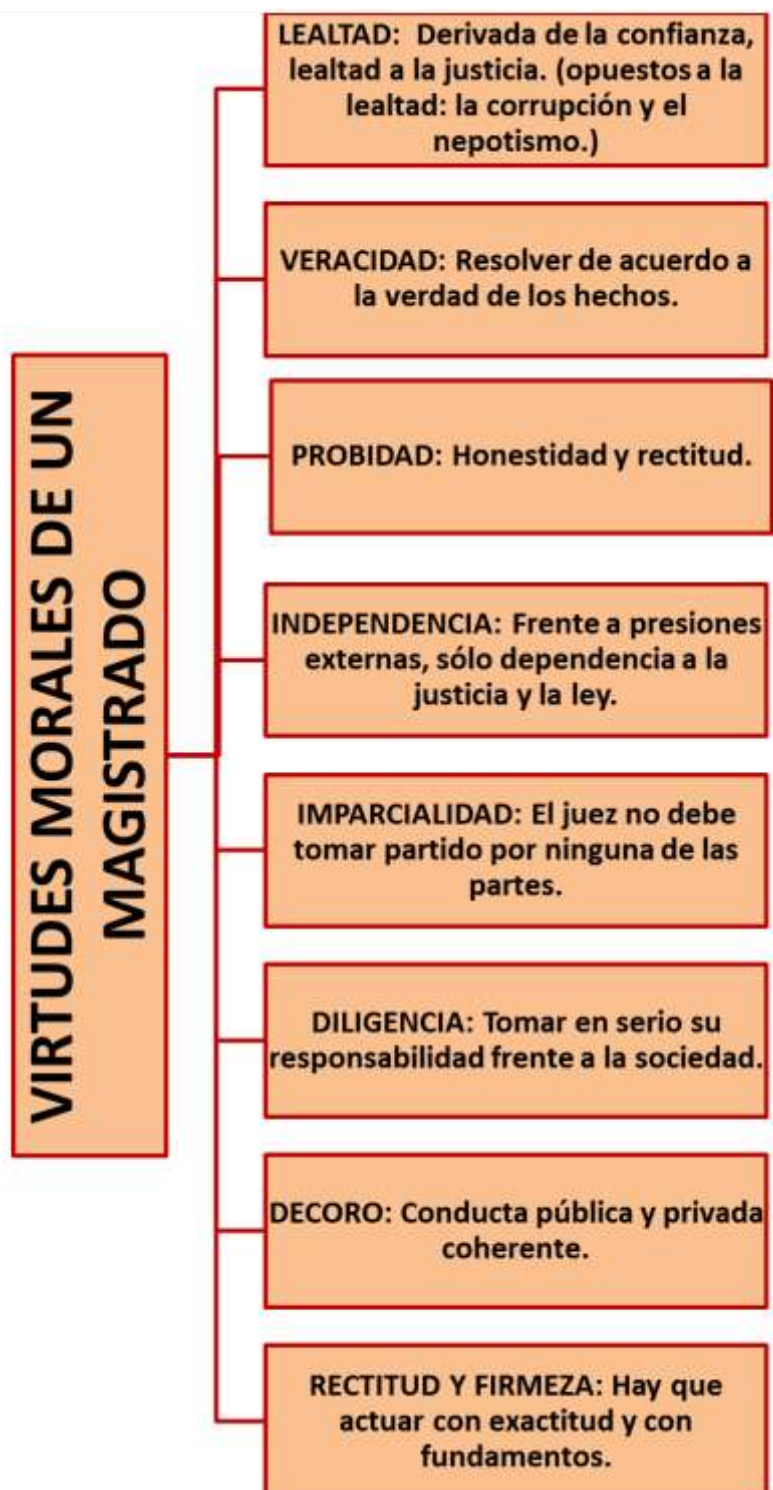 VIRTUDES MORALES DE UN
MAGISTRADO
LEALTAD: Derivada de la confianza,
lealtad a la justicia. (opuestos a la
lealtad: la corrupción y el
nepotismo.)
VERACIDAD: Resolver de acuerdo a
la verdad de los hechos.
PROBIDAD: Honestidad y rectitud.
INDEPENDENCIA: Frente a presiones
externas, sólo dependencia a la
justicia y la ley.
IMPARCIALIDAD: El juez no debe
tomar partido por ninguna de las
partes.
DILIGENCIA: Tomar en serio su
responsabilidad frente a la sociedad.
DECORO: Conducta pública y privada
coherente.
RECTITUD Y FIRMEZA: Hay que
actuar con exactitud y con
fundamentos.